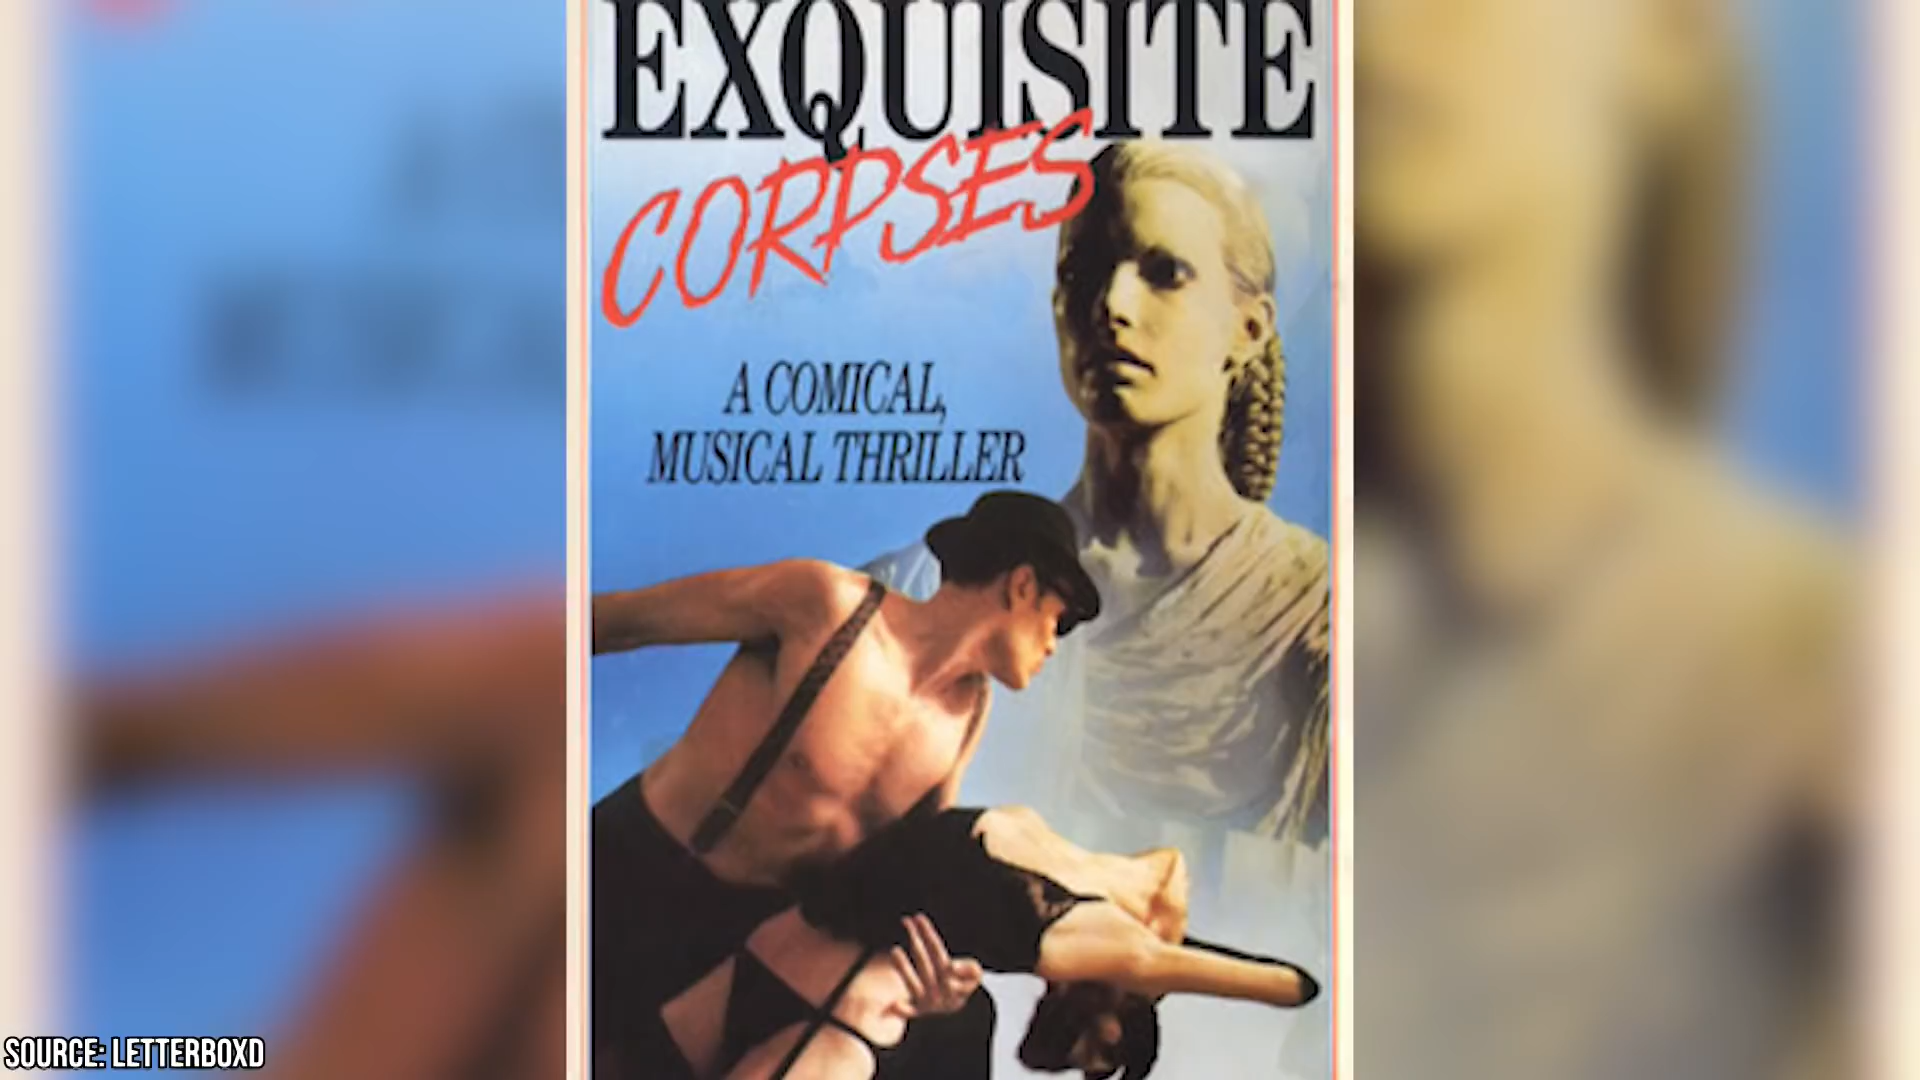 EXQUISITE
CORPSES
A COMICAL,
MUSICAL THRILLER
SOURCE: LETTERBOXD